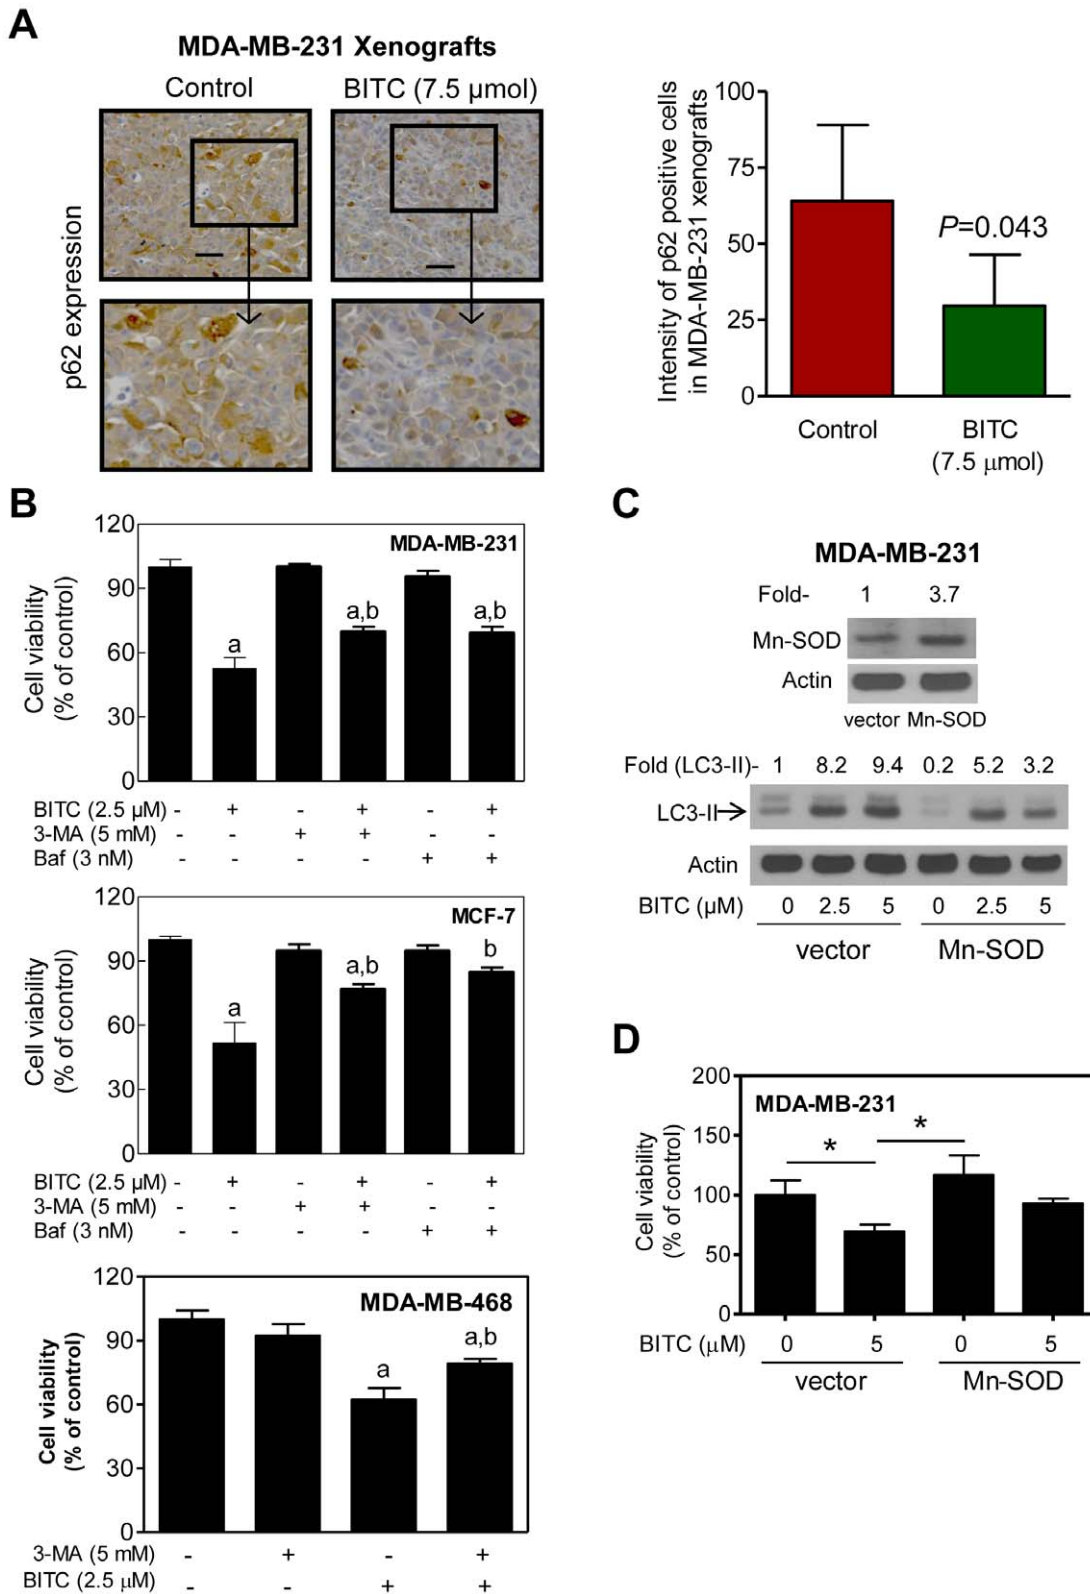 A
MDA-MB-231 Xenografts
Control BITC (7.5 µmol)
p62 expression
Intensity of p62 positive cells
in MDA-MB-231 xenografts
100
75
50
25
0
P=0.043
Control BITC
(7.5 µmol)
B
Cell viability
(% of control)
120
90
60
30
0
MDA-MB-231
a a,b a,b
BITC (2.5 µM) - + - + - +
3-MA (5 mM) - - + + - -
Baf (3 nM) - - - - + +
Cell viability
(% of control)
120
90
60
30
0
MCF-7
a a,b b
BITC (2.5 µM) - + - + - +
3-MA (5 mM) - - + + - -
Baf (3 nM) - - - - + +
Cell viability
(% of control)
120
90
60
30
0
MDA-MB-468
a a,b
3-MA (5 mM) - + - +
BITC (2.5 µM) - - + +
C
MDA-MB-231
Fold- 1 3.7
Mn-SOD
Actin
vector Mn-SOD
Fold (LC3-II)- 1 8.2 9.4 0.2 5.2 3.2
LC3-II
Actin
BITC (µM) 0 2.5 5 0 2.5 5
vector Mn-SOD
D
Cell viability
(% of control)
200
150
100
50
0
MDA-MB-231
* *
BITC (µM) 0 5 0 5
vector Mn-SOD